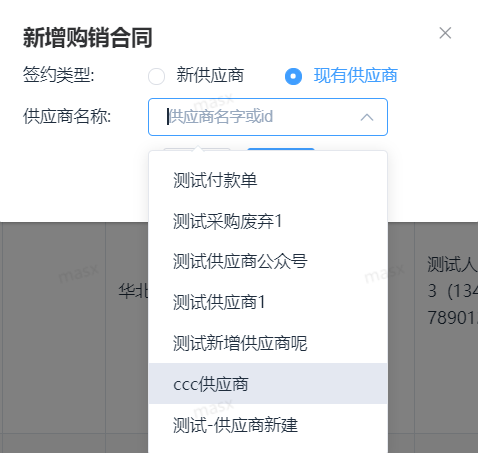 新增购销合同
签约类型: 新供应商 现有供应商
供应商名称: 供应商名字或id
测试付款单
测试采购废弃1
测试供应商公众号
测试供应商1
测试新增供应商呢
ccc供应商
测试-供应商新建
华北
测试人
3（134
78901
masx
masx
masx
masx